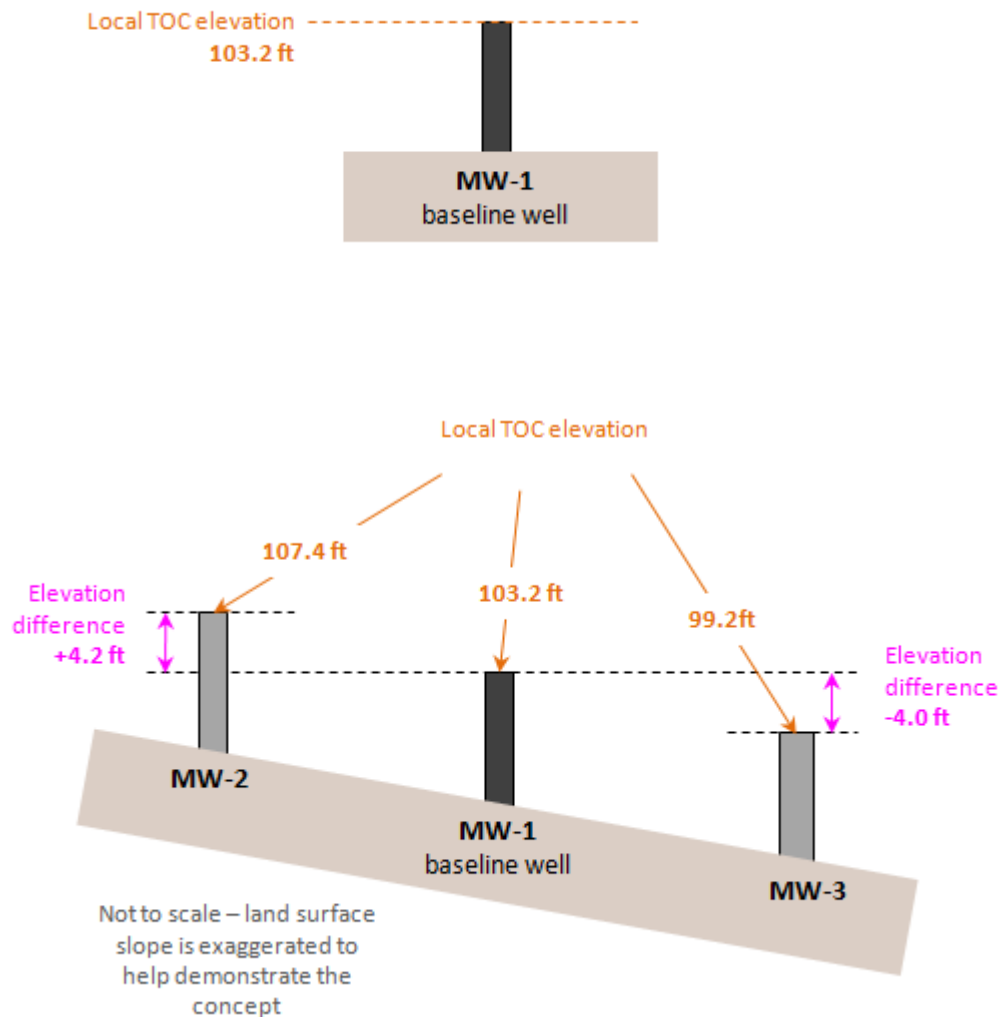 Local TOC elevation
103.2 ft
MW-1
baseline well
Local TOC elevation
107.4 ft
103.2 ft
99.2ft
Elevation
difference
+4.2 ft
Elevation
difference
-4.0 ft
MW-2
MW-1
baseline well
MW-3
Not to scale – land surface
slope is exaggerated to
help demonstrate the
concept